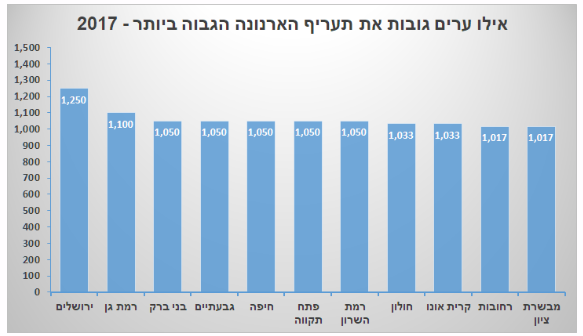 אילו ערים גובות את תעריף הארנונה הגבוה ביותר - 2017
1,500
1,400
1,300
1,200
1,100
1,000
900
800
700
600
500
400
300
200
100
0
1,250
1,100
1,050
1,050
1,050
1,050
1,050
1,033
1,033
1,017
1,017
ירושלים
רמת גן
בני ברק
גבעתיים
חיפה
פתח
תקווה
רמת
השרון
חולון
קרית אונו
רחובות
מבשרת
ציון